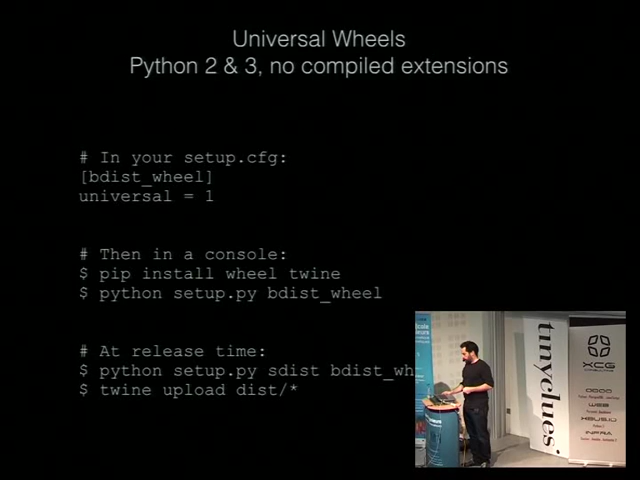 Universal Wheels
Python 2 & 3, no compiled extensions
# In your setup.cfg:
[bdist_wheel]
universal = 1
# Then in a console:
$ pip install wheel twine
$ python setup.py bdist_wheel
# At release time:
$ python setup.py sdist bdist_wh
$ twine upload dist/*
tinyclues
XCG
WEB
INFRA